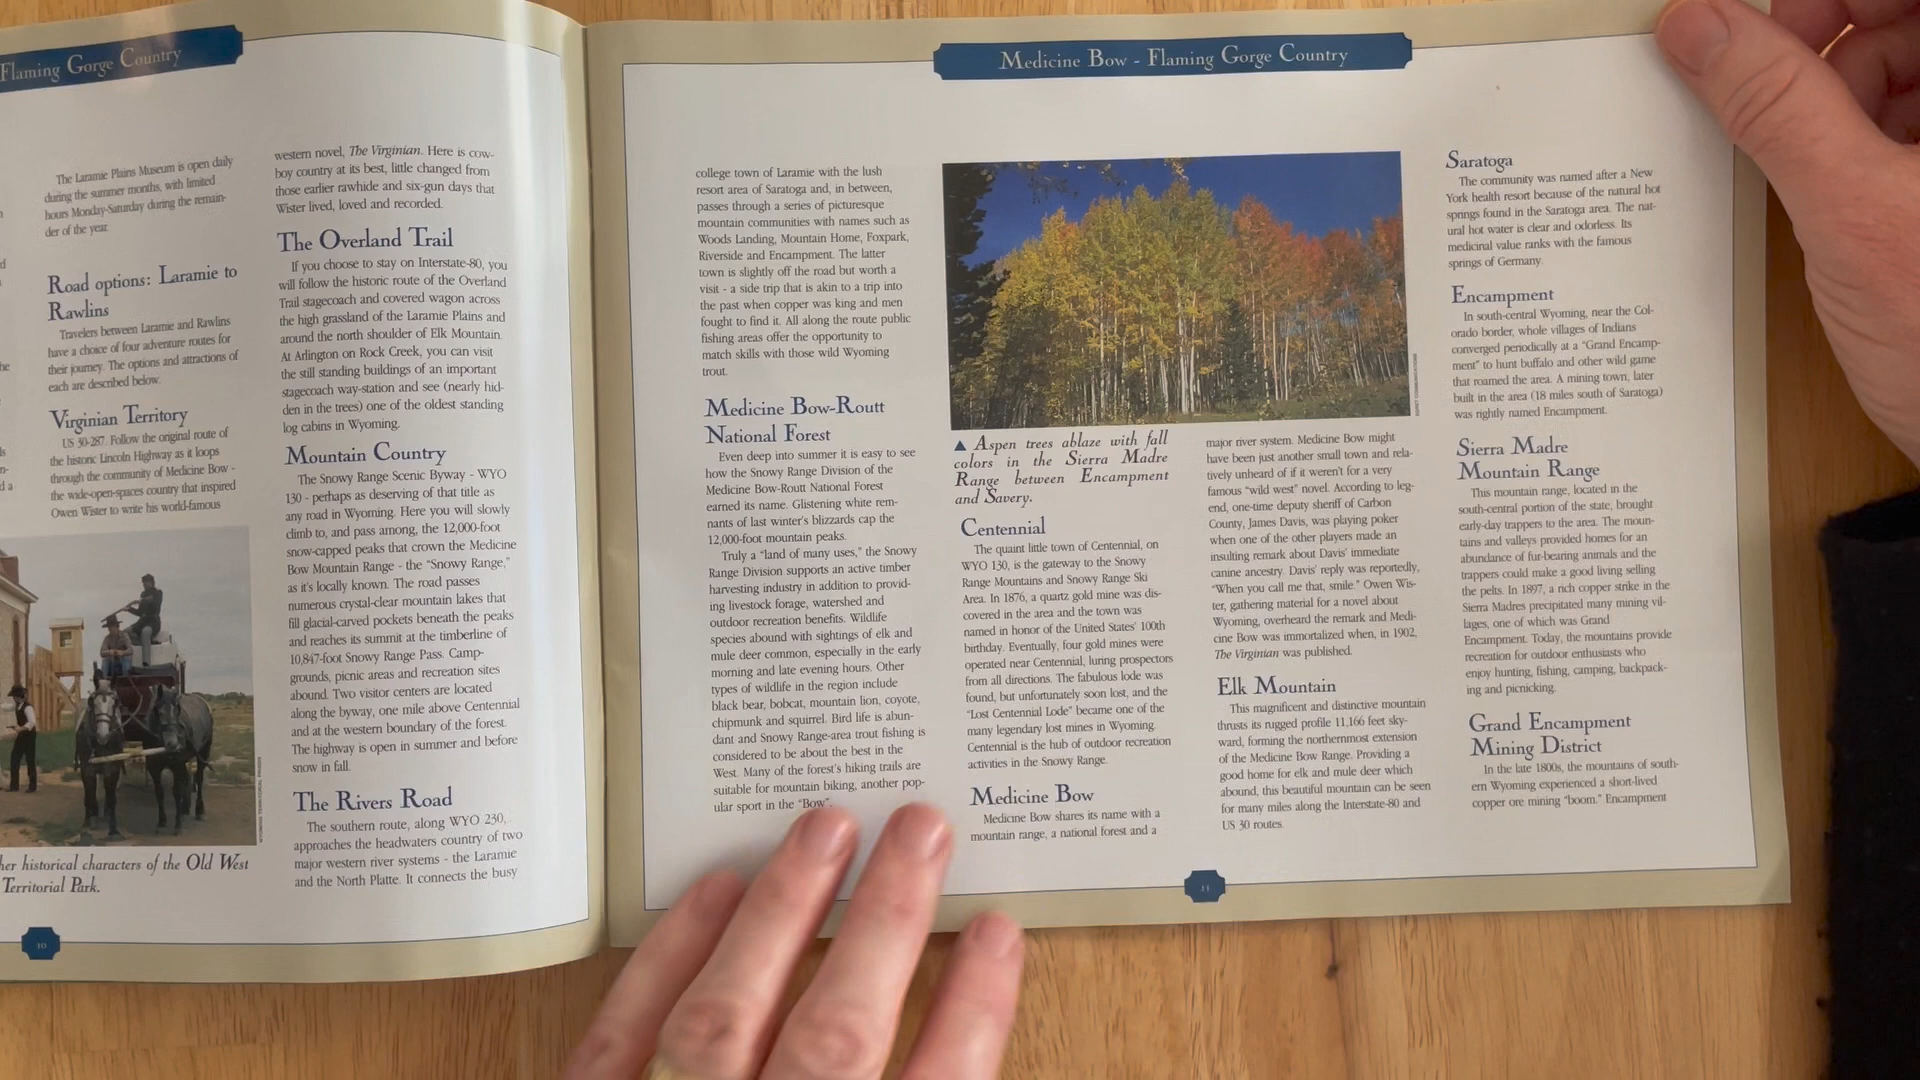 Flaming Gorge Country
The Laramie Plains Museum is open daily
during the summer months, with limited
hours Monday-Saturday during the remain-
der of the year.
Road options: Laramie to
Rawlins
Travelers between Laramie and Rawlins
have a choice of four adventure routes for
their journey. The options and attractions of
each are described below.
Virginian Territory
US 30-287. Follow the original route of
the historic Lincoln Highway as it loops
through the community of Medicine Bow -
the wide-open-spaces country that inspired
Owen Wister to write his world-famous
her historical characters of the Old West
Territorial Park.
10
western novel, The Virginian. Here is cow-
boy country at its best, little changed from
those earlier rawhide and six-gun days that
Wister lived, loved and recorded.
The Overland Trail
If you choose to stay on Interstate-80, you
will follow the historic route of the Overland
Trail stagecoach and covered wagon across
the high grassland of the Laramie Plains and
around the north shoulder of Elk Mountain.
At Arlington on Rock Creek, you can visit
the still standing buildings of an important
stagecoach way-station and see (nearly hid-
den in the trees) one of the oldest standing
log cabins in Wyoming.
Mountain Country
The Snowy Range Scenic Byway - WYO
130 - perhaps as deserving of that title as
any road in Wyoming. Here you will slowly
climb to, and pass among, the 12,000-foot
snow-capped peaks that crown the Medicine
Bow Mountain Range - the "Snowy Range,"
as it's locally known. The road passes
numerous crystal-clear mountain lakes that
fill glacial-carved pockets beneath the peaks
and reaches its summit at the timberline of
10,847-foot Snowy Range Pass. Camp-
grounds, picnic areas and recreation sites
abound. Two visitor centers are located
along the byway, one mile above Centennial
and at the western boundary of the forest.
The highway is open in summer and before
snow in fall.
The Rivers Road
The southern route, along WYO 230,
approaches the headwaters country of two
major western river systems - the Laramie
and the North Platte. It connects the busy
Medicine Bow - Flaming Gorge Country
college town of Laramie with the lush
resort area of Saratoga and, in between,
passes through a series of picturesque
mountain communities with names such as
Woods Landing, Mountain Home, Foxpark,
Riverside and Encampment. The latter
town is slightly off the road but worth a
visit - a side trip that is akin to a trip into
the past when copper was king and men
fought to find it. All along the route public
fishing areas offer the opportunity to
match skills with those wild Wyoming
trout.
Medicine Bow-Routt
National Forest
Even deep into summer it is easy to see
how the Snowy Range Division of the
Medicine Bow-Routt National Forest
earned its name. Glistening white rem-
nants of last winter's blizzards cap the
12,000-foot mountain peaks.
Truly a "land of many uses," the Snowy
Range Division supports an active timber
harvesting industry in addition to provid-
ing livestock forage, watershed and
outdoor recreation benefits. Wildlife
species abound with sightings of elk and
mule deer common, especially in the early
morning and late evening hours. Other
types of wildlife in the region include
black bear, bobcat, mountain lion, coyote,
chipmunk and squirrel. Bird life is abun-
dant and Snowy Range-area trout fishing is
considered to be about the best in the
West. Many of the forest's hiking trails are
suitable for mountain biking, another pop-
ular sport in the "Bow".
▲ Aspen trees ablaze with fall
colors in the Sierra Madre
Range between Encampment
and Savery.
Centennial
The quaint little town of Centennial, on
WYO 130, is the gateway to the Snowy
Range Mountains and Snowy Range Ski
Area. In 1876, a quartz gold mine was dis-
covered in the area and the town was
named in honor of the United States' 100th
birthday. Eventually, four gold mines were
operated near Centennial, luring prospectors
from all directions. The fabulous lode was
found, but unfortunately soon lost, and the
"Lost Centennial Lode" became one of the
many legendary lost mines in Wyoming.
Centennial is the hub of outdoor recreation
activities in the Snowy Range.
Medicine Bow
Medicine Bow shares its name with a
mountain range, a national forest and a
major river system. Medicine Bow might
have been just another small town and rela-
tively unheard of if it weren't for a very
famous "wild west" novel. According to leg-
end, one-time deputy sheriff of Carbon
County, James Davis, was playing poker
when one of the other players made an
insulting remark about Davis' immediate
canine ancestry. Davis' reply was reportedly,
"When you call me that, smile." Owen Wis-
ter, gathering material for a novel about
Wyoming, overheard the remark and Medi-
cine Bow was immortalized when, in 1902,
The Virginian was published.
Elk Mountain
This magnificent and distinctive mountain
thrusts its rugged profile 11,166 feet sky-
ward, forming the northernmost extension
of the Medicine Bow Range. Providing a
good home for elk and mule deer which
abound, this beautiful mountain can be seen
for many miles along the Interstate-80 and
US 30 routes.
Saratoga
The community was named after a New
York health resort because of the natural hot
springs found in the Saratoga area. The nat-
ural hot water is clear and odorless. Its
medicinal value ranks with the famous
springs of Germany.
Encampment
In south-central Wyoming, near the Col-
orado border, whole villages of Indians
converged periodically at a "Grand Encamp-
ment" to hunt buffalo and other wild game
that roamed the area. A mining town, later
built in the area (18 miles south of Saratoga)
was rightly named Encampment.
Sierra Madre
Mountain Range
This mountain range, located in the
south-central portion of the state, brought
early-day trappers to the area. The moun-
tains and valleys provided homes for an
abundance of fur-bearing animals and the
trappers could make a good living selling
the pelts. In 1897, a rich copper strike in the
Sierra Madres precipitated many mining vil-
lages, one of which was Grand
Encampment. Today, the mountains provide
recreation for outdoor enthusiasts who
enjoy hunting, fishing, camping, backpack-
ing and picnicking.
Grand Encampment
Mining District
In the late 1800s, the mountains of south-
ern Wyoming experienced a short-lived
copper ore mining "boom." Encampment
11